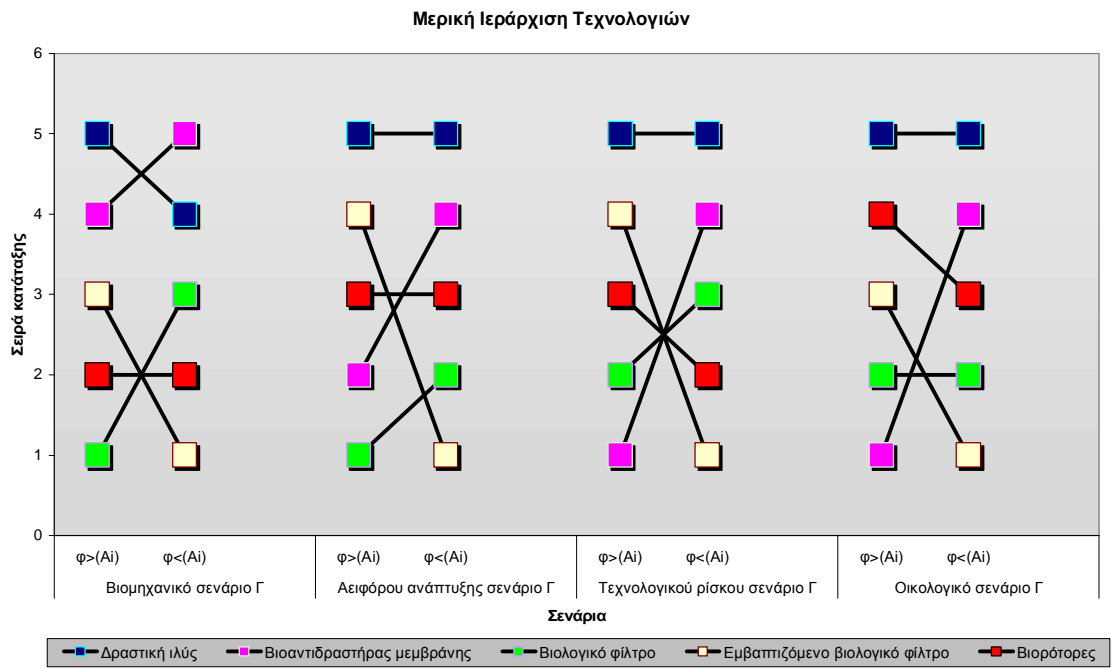 Μερική Ιεράρχιση Τεχνολογιών
6
5
4
3
2
1
0
Σειρά κατάταξης
φ>(Ai) φ<(Ai) φ>(Ai) φ<(Ai) φ>(Ai) φ<(Ai) φ>(Ai) φ<(Ai)
Βιομηχανικό σενάριο Γ Αειφόρου ανάπτυξης σενάριο Γ Τεχνολογικού ρίσκου σενάριο Γ Οικολογικό σενάριο Γ
Σενάρια
Δραστική ιλύς Βιοαντιδραστήρας μεμβράνης Βιολογικό φίλτρο Εμβαπτιζόμενο βιολογικό φίλτρο Βιορότορες